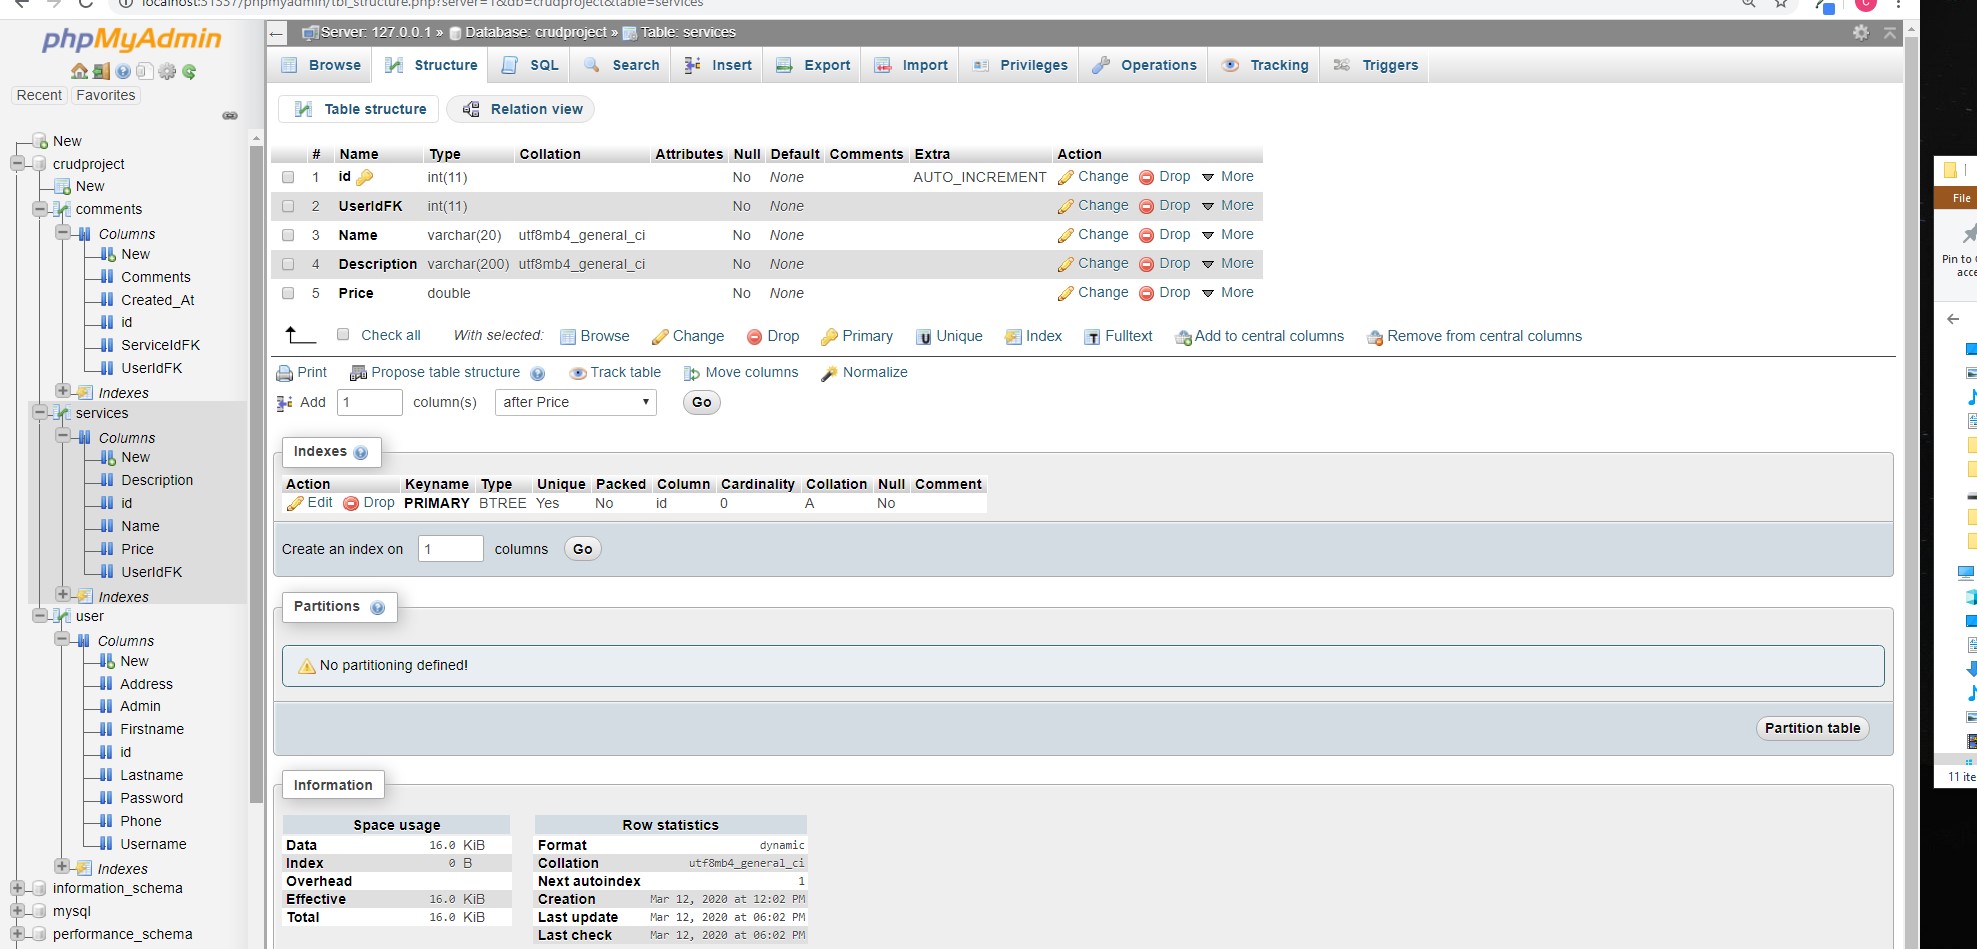 localhost:31337/phpmyadmin/tbl_structure.php?server=1&db=crudproject&table=services
phpMyAdmin
Recent Favorites
New
crudproject
New
comments
Columns
New
Comments
Created_At
id
ServiceIdFK
UserIdFK
Indexes
services
Columns
New
Description
id
Name
Price
UserIdFK
Indexes
user
Columns
New
Address
Admin
Firstname
id
Lastname
Password
Phone
Username
Indexes
information_schema
mysql
performance_schema
Server: 127.0.0.1 » Database: crudproject » Table: services
Browse Structure SQL Search Insert Export Import Privileges Operations Tracking Triggers
Table structure Relation view
# Name Type Collation Attributes Null Default Comments Extra Action
1 id int(11) No None AUTO_INCREMENT Change Drop More
2 UserIdFK int(11) No None Change Drop More
3 Name varchar(20) utf8mb4_general_ci No None Change Drop More
4 Description varchar(200) utf8mb4_general_ci No None Change Drop More
5 Price double No None Change Drop More
Check all With selected: Browse Change Drop Primary Unique Index Fulltext Add to central columns Remove from central columns
Print Propose table structure Track table Move columns Normalize
Add 1 column(s) after Price Go
Indexes
Action Keyname Type Unique Packed Column Cardinality Collation Null Comment
Edit Drop PRIMARY BTREE Yes No id 0 A No
Create an index on 1 columns Go
Partitions
No partitioning defined!
Partition table
Information
Space usage
Data 16.0 KiB
Index 0 B
Overhead
Effective 16.0 KiB
Total 16.0 KiB
Row statistics
Format dynamic
Collation utf8mb4_general_ci
Next autoindex 1
Creation Mar 12, 2020 at 12:02 PM
Last update Mar 12, 2020 at 06:02 PM
Last check Mar 12, 2020 at 06:02 PM
File
Pin to
acce
11 ite